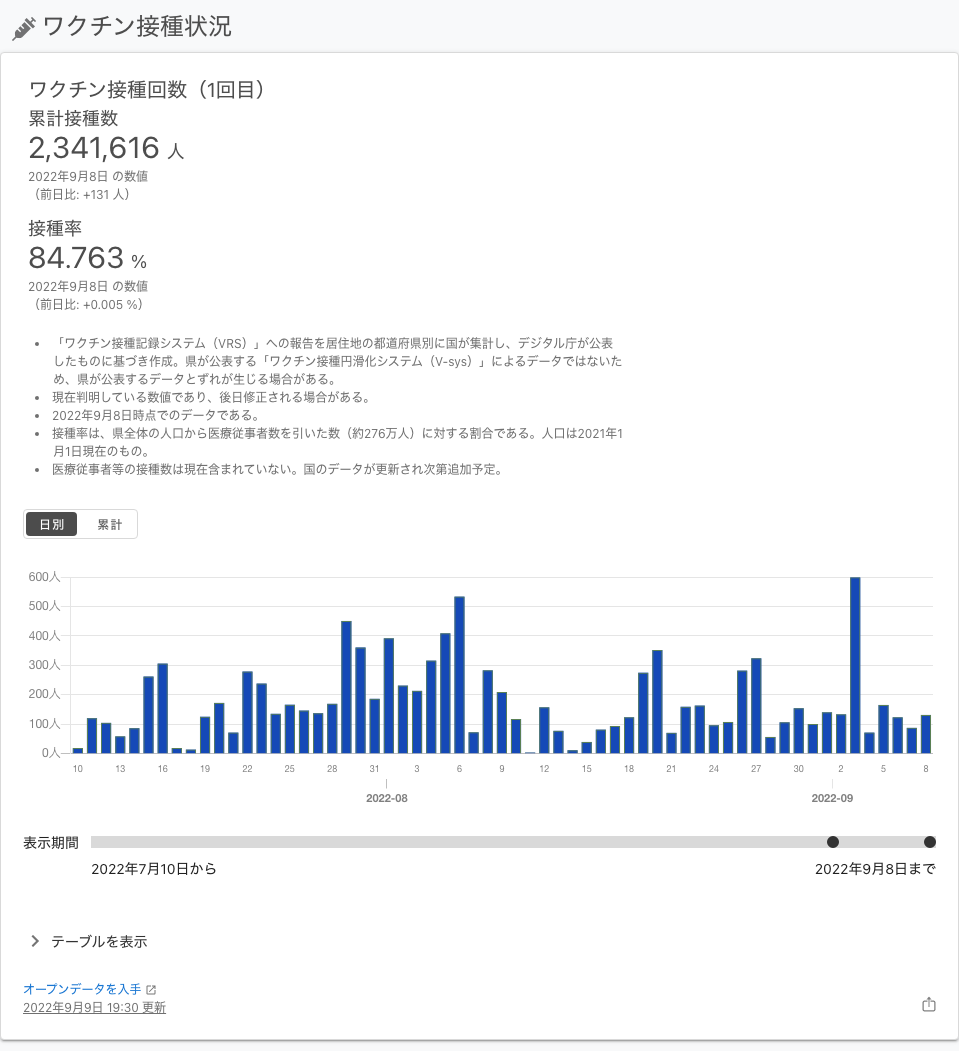 ワクチン接種状況
ワクチン接種回数（1回目）
累計接種数
2,341,616 人
2022年9月8日 の数値
（前日比: +131 人）
接種率
84.763 %
2022年9月8日 の数値
（前日比: +0.005 %）
• 「ワクチン接種記録システム（VRS）」への報告を居住地の都道府県別に国が集計し、デジタル庁が公表
したものに基づき作成。県が公表する「ワクチン接種円滑化システム（V-sys）」によるデータではないた
め、県が公表するデータとずれが生じる場合がある。
• 現在判明している数値であり、後日修正される場合がある。
• 2022年9月8日時点でのデータである。
• 接種率は、県全体の人口から医療従事者数を引いた数（約276万人）に対する割合である。人口は2021年1
月1日現在のもの。
• 医療従事者等の接種数は現在含まれていない。国のデータが更新され次第追加予定。
日別 累計
600人
500人
400人
300人
200人
100人
0人
10 13 16 19 22 25 28 31 3 6 9 12 15 18 21 24 27 30 2 5 8
2022-08 2022-09
表示期間
2022年7月10日から 2022年9月8日まで
テーブルを表示
オープンデータを入手
2022年9月9日 19:30 更新